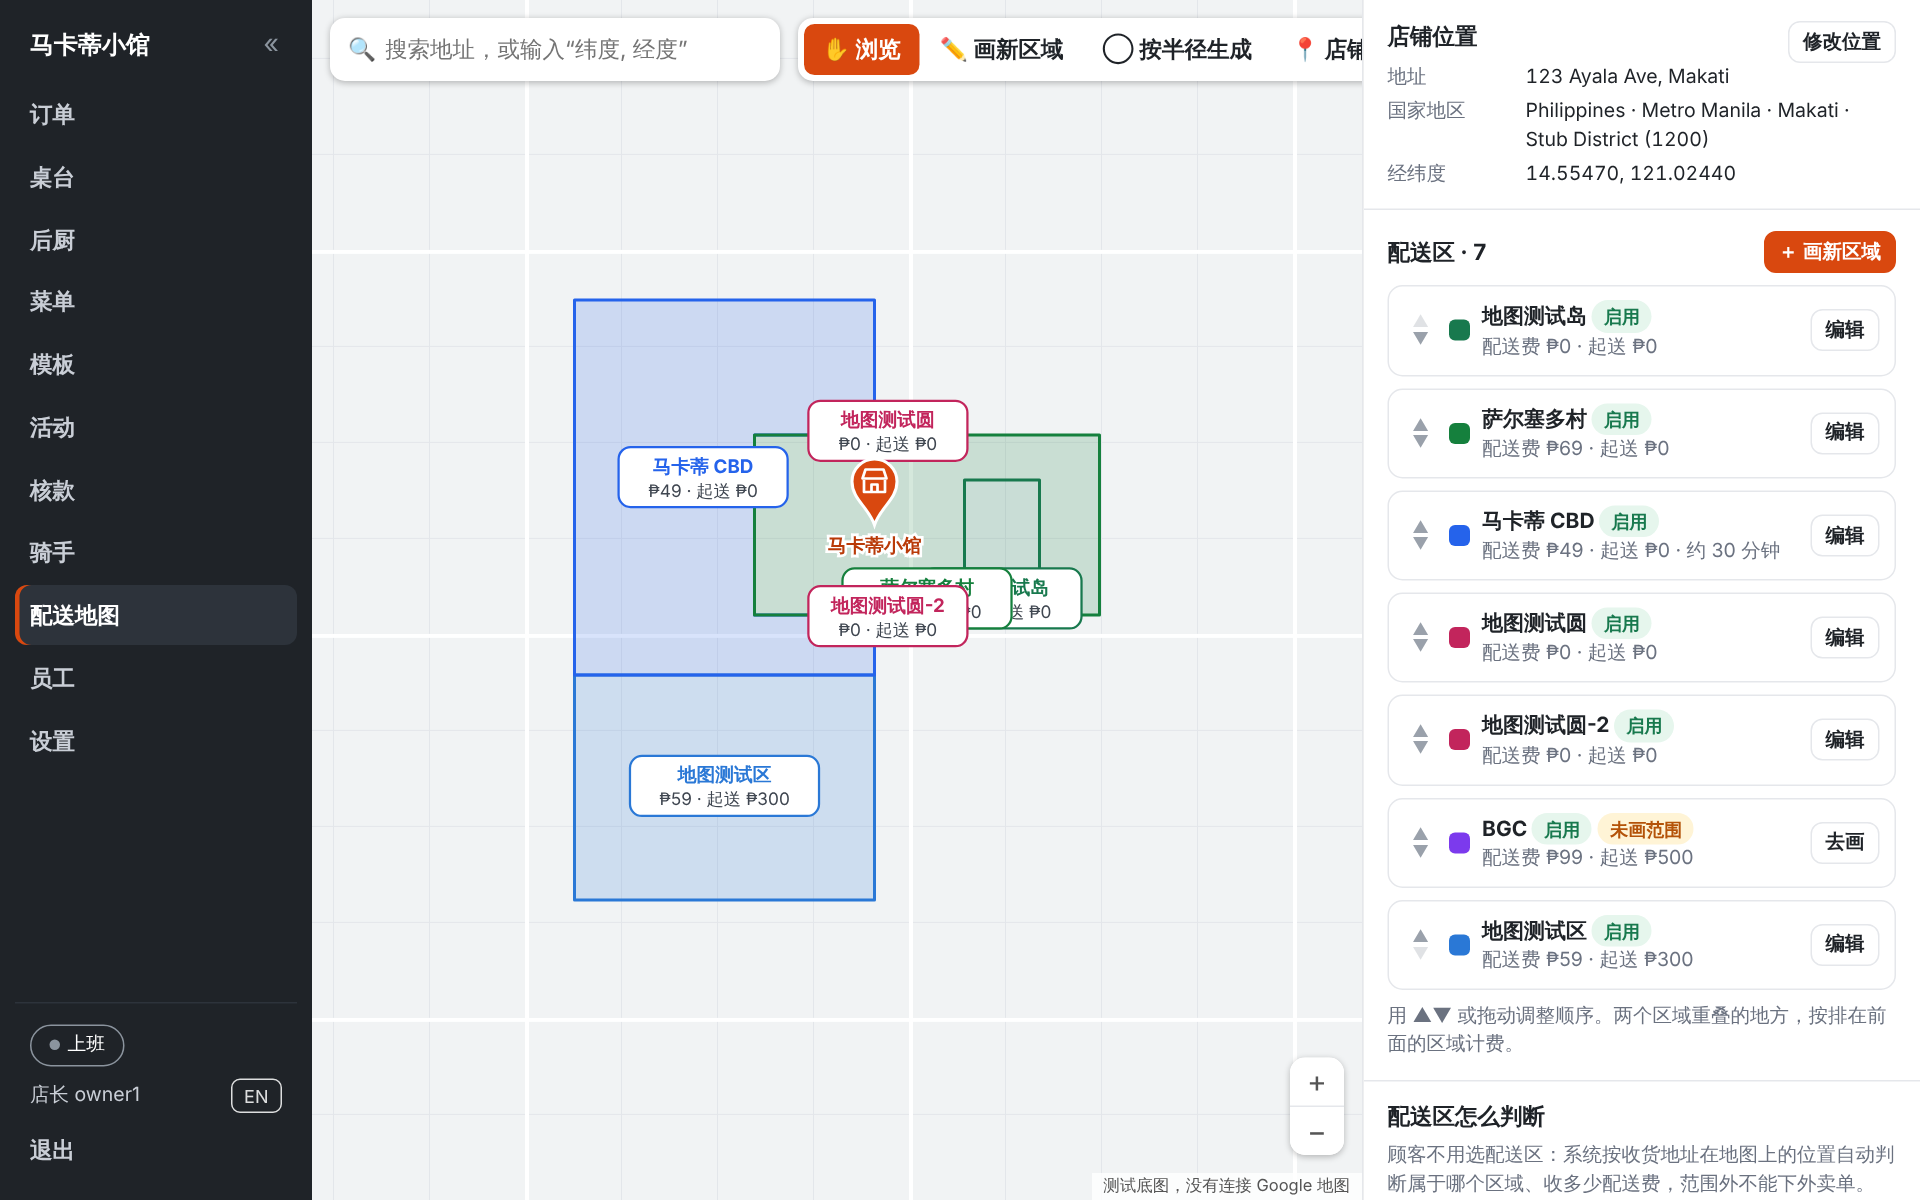 马卡蒂小馆
«
订单
桌台
后厨
菜单
模板
活动
核款
骑手
配送地图
员工
设置
上班
店长 owner1
EN
退出
搜索地址，或输入“纬度, 经度”
浏览
画新区域
按半径生成
店铺
地图测试圆
₱0 · 起送 ₱0
马卡蒂 CBD
₱49 · 起送 ₱0
马卡蒂小馆
萨尔塞多村
试岛
地图测试圆-2
₱0 · 起送 ₱0
₱0
送 ₱0
地图测试区
₱59 · 起送 ₱300
+
−
测试底图，没有连接 Google 地图
店铺位置
修改位置
地址
123 Ayala Ave, Makati
国家地区
Philippines · Metro Manila · Makati ·
Stub District (1200)
经纬度
14.55470, 121.02440
配送区 · 7
+ 画新区域
地图测试岛 启用
配送费 ₱0 · 起送 ₱0
编辑
萨尔塞多村 启用
配送费 ₱69 · 起送 ₱0
编辑
马卡蒂 CBD 启用
配送费 ₱49 · 起送 ₱0 · 约 30 分钟
编辑
地图测试圆 启用
配送费 ₱0 · 起送 ₱0
编辑
地图测试圆-2 启用
配送费 ₱0 · 起送 ₱0
编辑
BGC 启用 未画范围
配送费 ₱99 · 起送 ₱500
去画
地图测试区 启用
配送费 ₱59 · 起送 ₱300
编辑
用 ▲▼ 或拖动调整顺序。两个区域重叠的地方，按排在前
面的区域计费。
配送区怎么判断
顾客不用选配送区：系统按收货地址在地图上的位置自动判
断属于哪个区域、收多少配送费，范围外不能下外卖单。